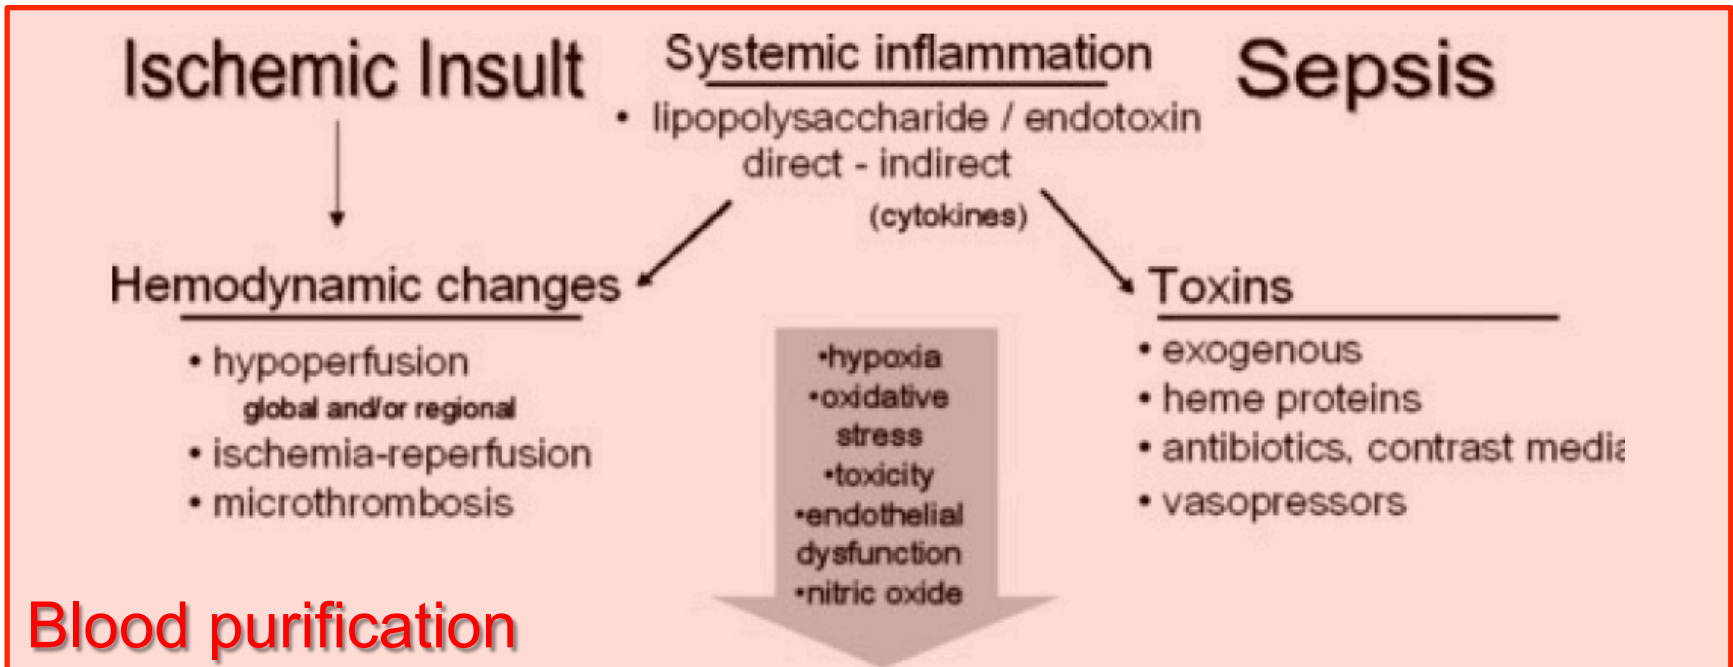 Ischemic Insult
Systemic inflammation
• lipopolysaccharide / endotoxin
direct - indirect
(cytokines)
Sepsis
Hemodynamic changes
• hypoperfusion
global and/or regional
• ischemia-reperfusion
• microthrombosis
•hypoxia
•oxidative
stress
•toxicity
•endothelial
dysfunction
•nitric oxide
Toxins
• exogenous
• heme proteins
• antibiotics, contrast media
• vasopressors
Blood purification